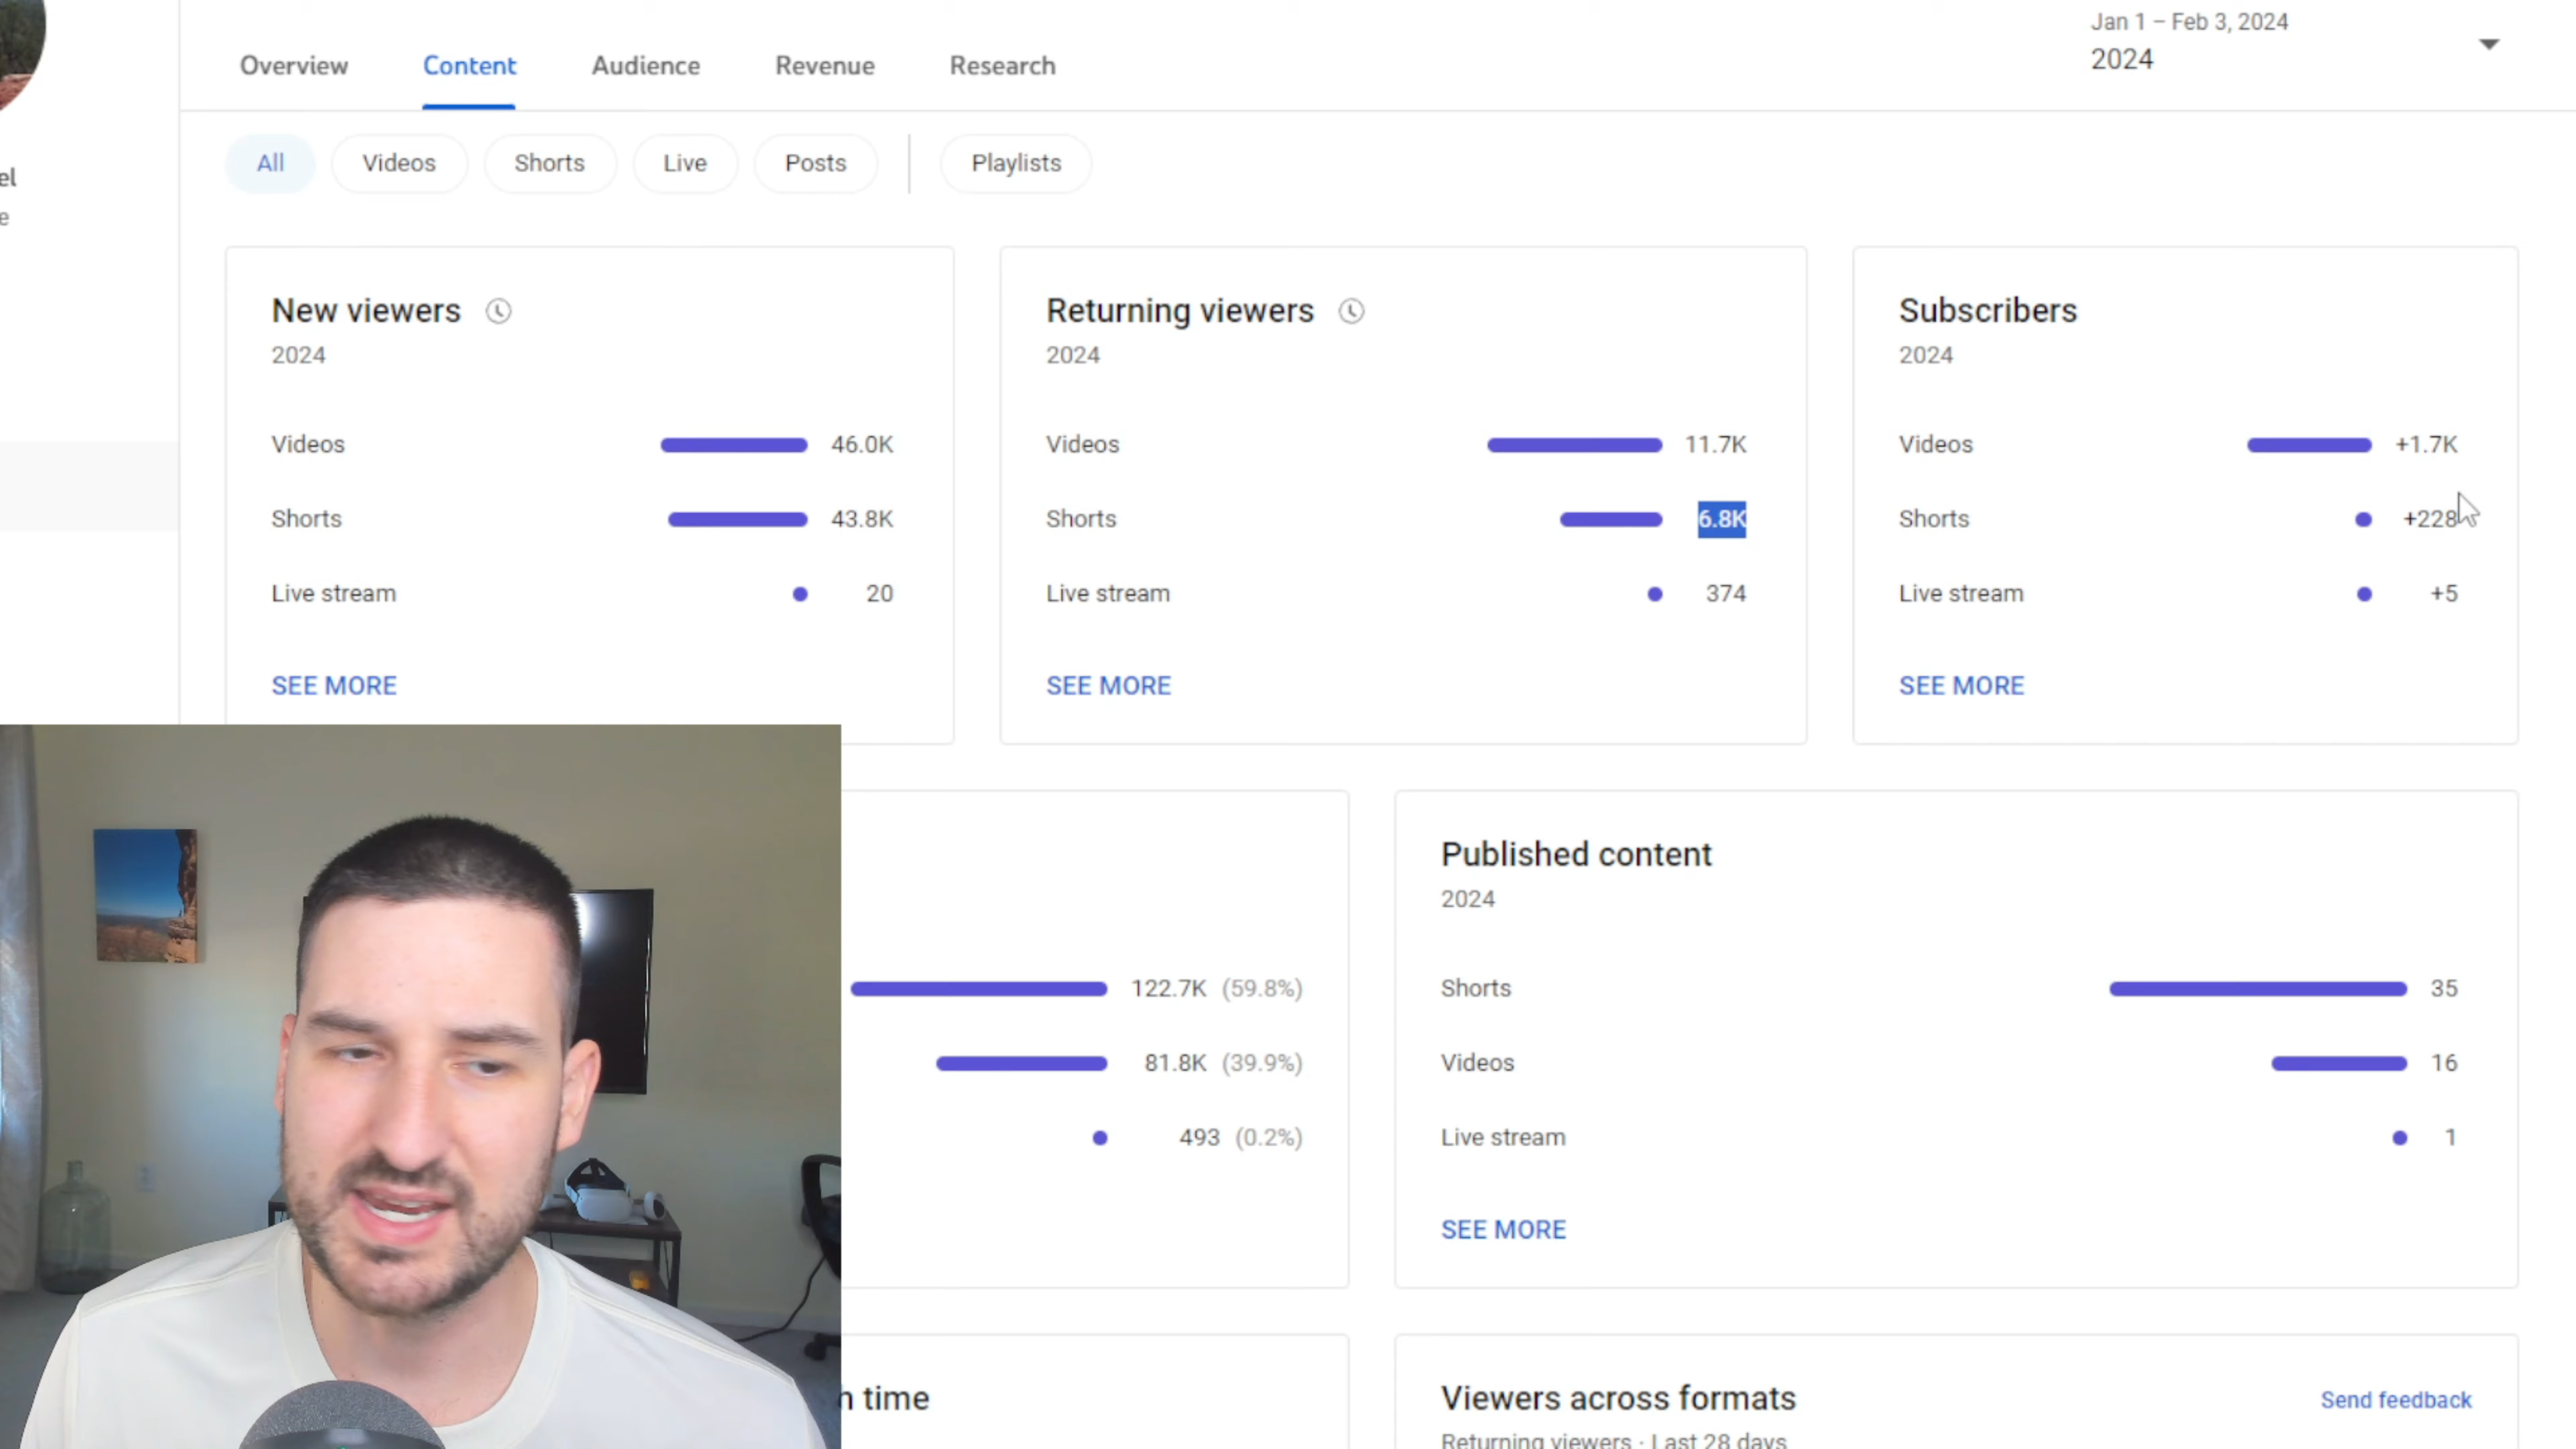 Jan 1 – Feb 3, 2024
2024
Overview
Content
Audience
Revenue
Research
All
Videos
Shorts
Live
Posts
Playlists
el
e
New viewers
2024
Videos 46.0K
Shorts 43.8K
Live stream 20
SEE MORE
Returning viewers
2024
Videos 11.7K
Shorts 6.8K
Live stream 374
SEE MORE
Subscribers
2024
Videos +1.7K
Shorts +228
Live stream +5
SEE MORE
122.7K (59.8%)
81.8K (39.9%)
493 (0.2%)
Published content
2024
Shorts 35
Videos 16
Live stream 1
SEE MORE
h time
Viewers across formats
Send feedback
Returning viewers · Last 28 days